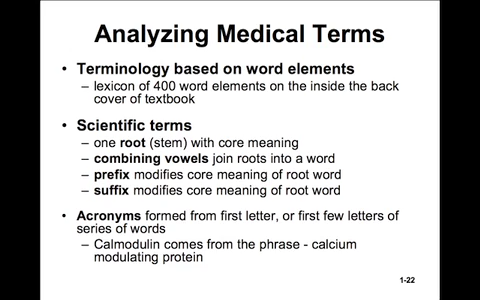 Analyzing Medical Terms
• Terminology based on word elements
– lexicon of 400 word elements on the inside the back
cover of textbook
• Scientific terms
– one root (stem) with core meaning
– combining vowels join roots into a word
– prefix modifies core meaning of root word
– suffix modifies core meaning of root word
• Acronyms formed from first letter, or first few letters of
series of words
– Calmodulin comes from the phrase - calcium
modulating protein
1-22